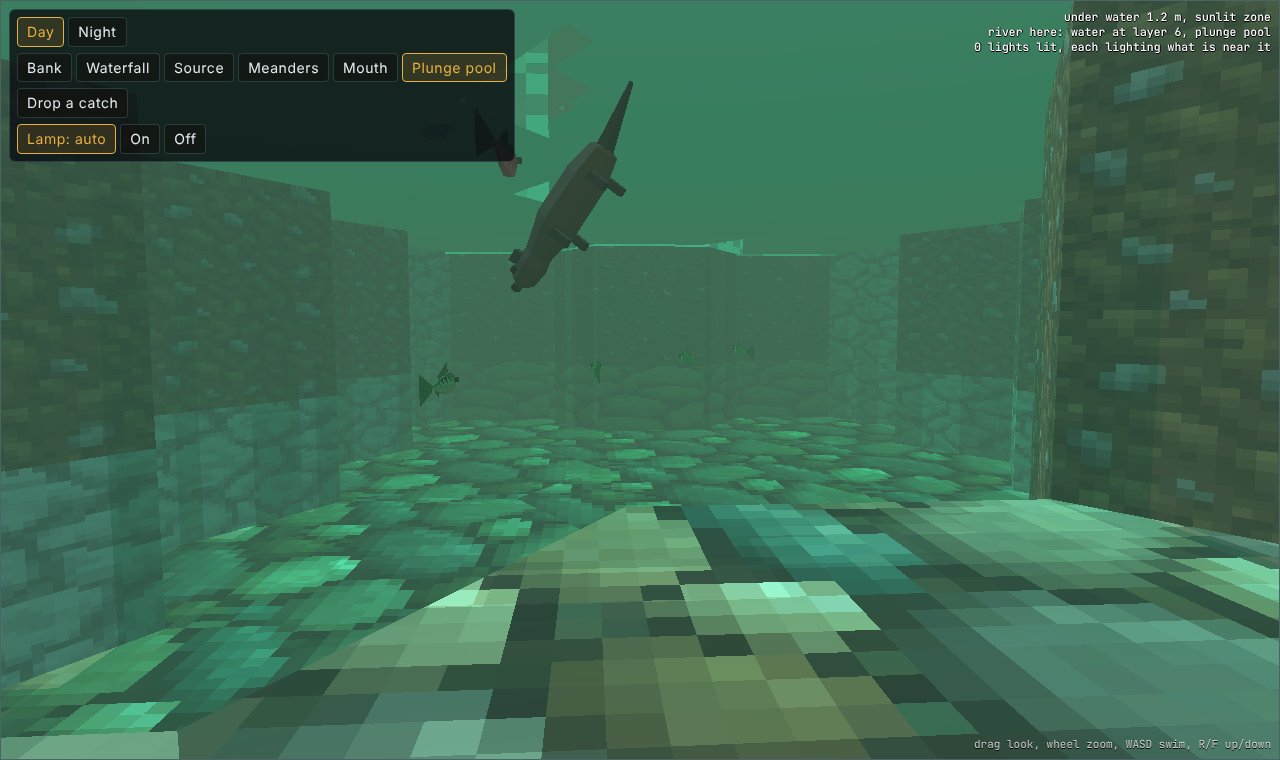 Day Night
Bank Waterfall Source Meanders Mouth Plunge pool
Drop a catch
Lamp: auto On Off
under water 1.2 m, sunlit zone
river here: water at layer 6, plunge pool
0 lights lit, each lighting what is near it
drag look, wheel zoom, WASD swim, R/F up/down